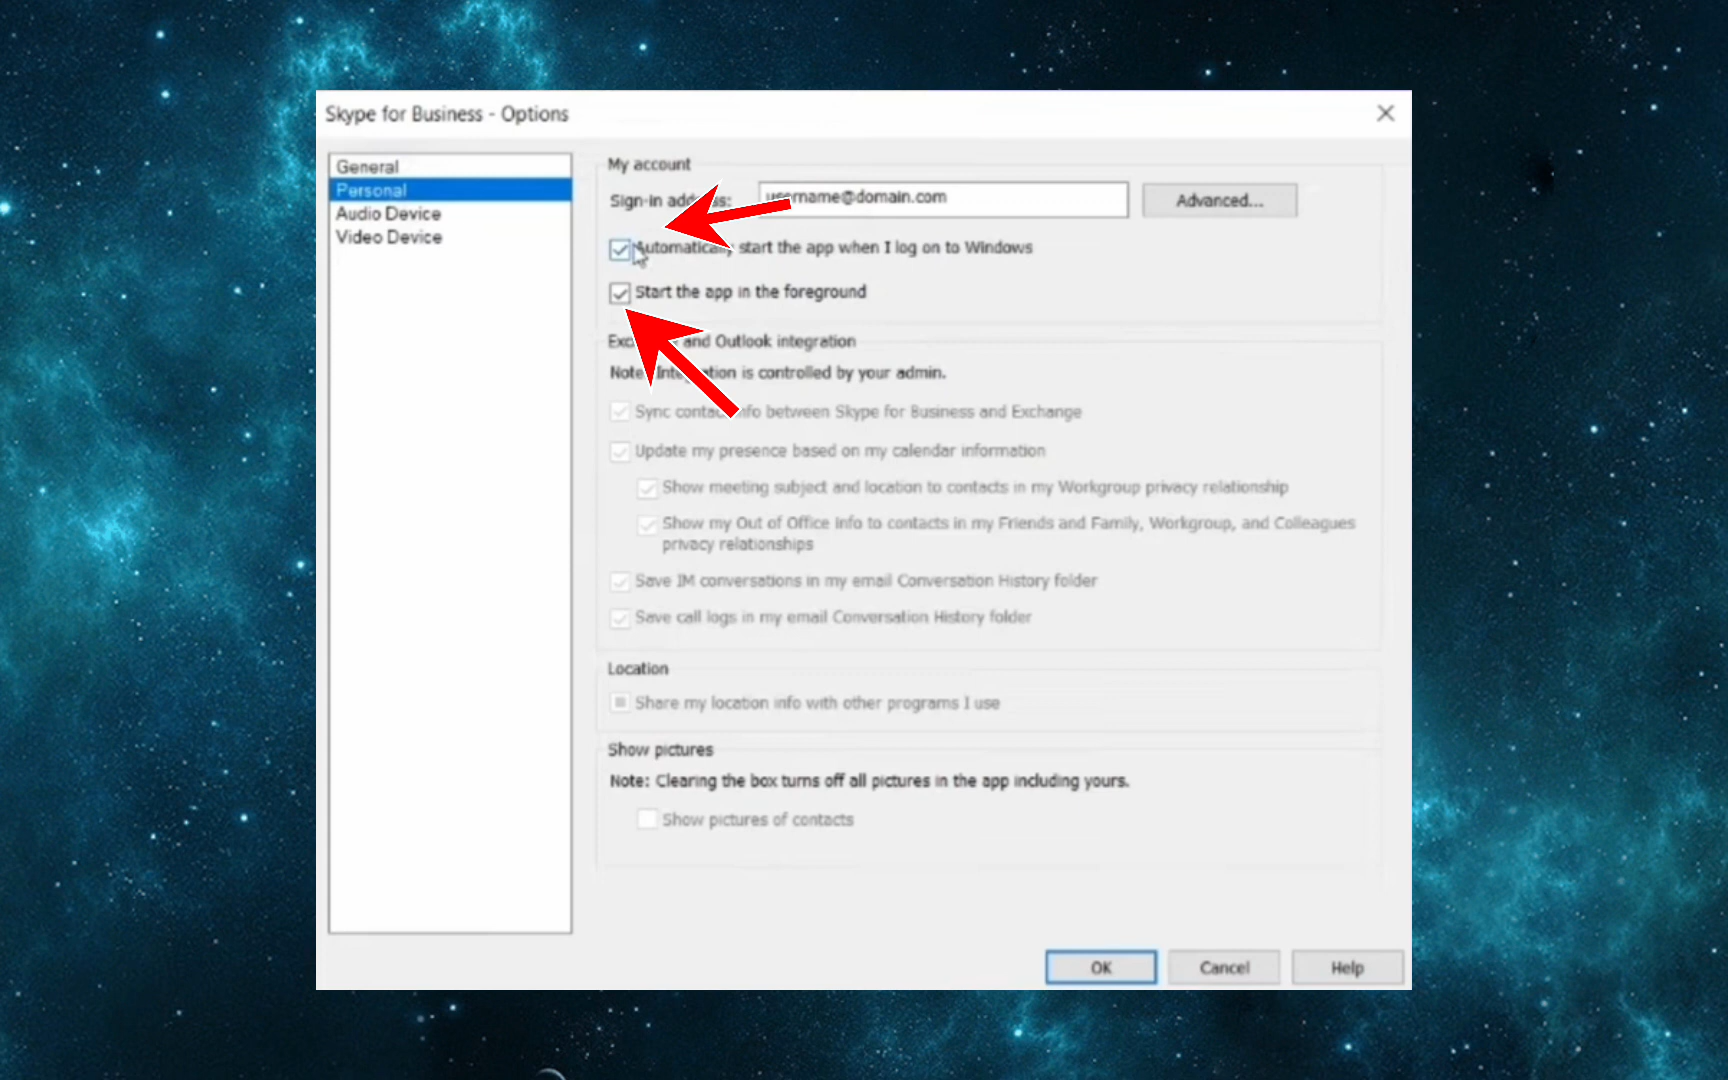 Skype for Business - Options
General
Personal
Audio Device
Video Device
My account
Sign-in address:
username@domain.com
Advanced...
Automatically start the app when I log on to Windows
Start the app in the foreground
and Outlook integration
Note: Integration is controlled by your admin.
Sync contact info between Skype for Business and Exchange
Update my presence based on my calendar information
Show meeting subject and location to contacts in my Workgroup privacy relationship
Show my Out of Office info to contacts in my Friends and Family, Workgroup, and Colleagues
privacy relationships
Save IM conversations in my email Conversation History folder
Save call logs in my email Conversation History folder
Location
Share my location info with other programs I use
Show pictures
Note: Clearing the box turns off all pictures in the app including yours.
Show pictures of contacts
OK
Cancel
Help